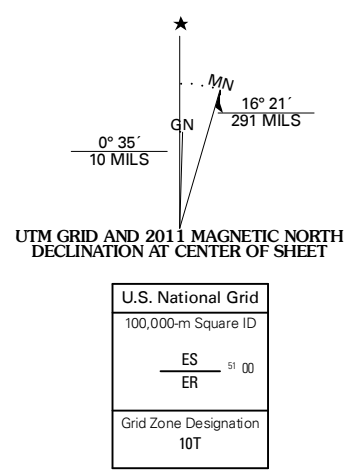 ★
MN
GN
16° 21´
291 MILS
0° 35´
10 MILS
UTM GRID AND 2011 MAGNETIC NORTH
DECLINATION AT CENTER OF SHEET
U.S. National Grid
100,000-m Square ID
ES
51 00
ER
Grid Zone Designation
10T